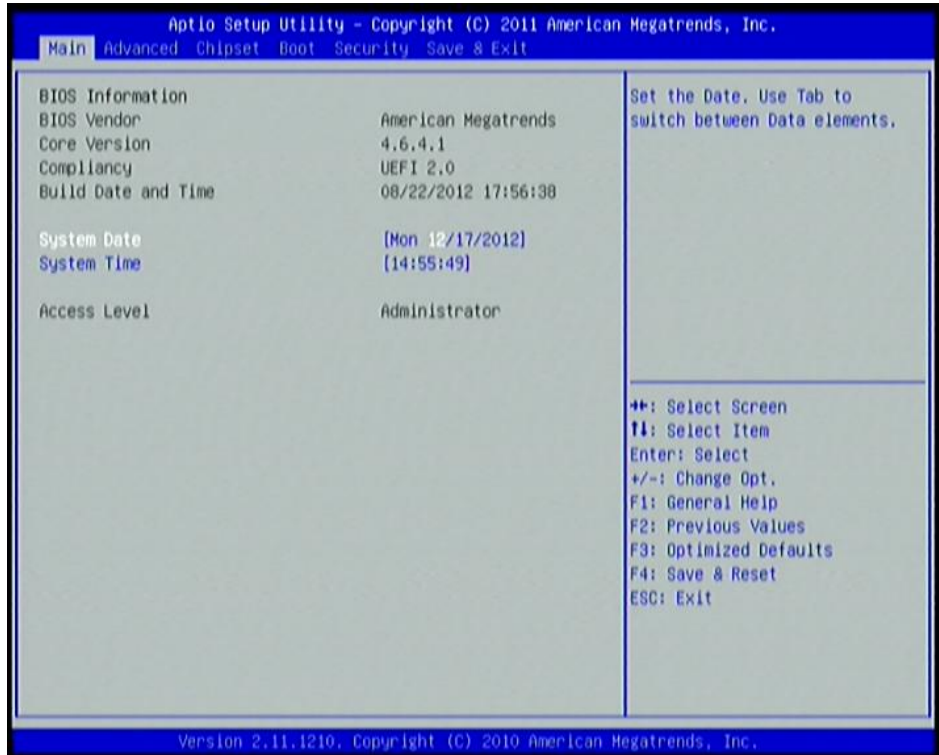 Aptio Setup Utility - Copyright (C) 2011 American Megatrends, Inc.
Main Advanced Chipset Boot Security Save & Exit
BIOS Information
BIOS Vendor American Megatrends
Core Version 4.6.4.1
Compliancy UEFI 2.0
Build Date and Time 08/22/2012 17:56:38
System Date [Mon 12/17/2012]
System Time [14:55:49]
Access Level Administrator
Set the Date. Use Tab to
switch between Data elements.
→←: Select Screen
↑↓: Select Item
Enter: Select
+/-: Change Opt.
F1: General Help
F2: Previous Values
F3: Optimized Defaults
F4: Save & Reset
ESC: Exit
Version 2.11.1210. Copyright (C) 2010 American Megatrends, Inc.